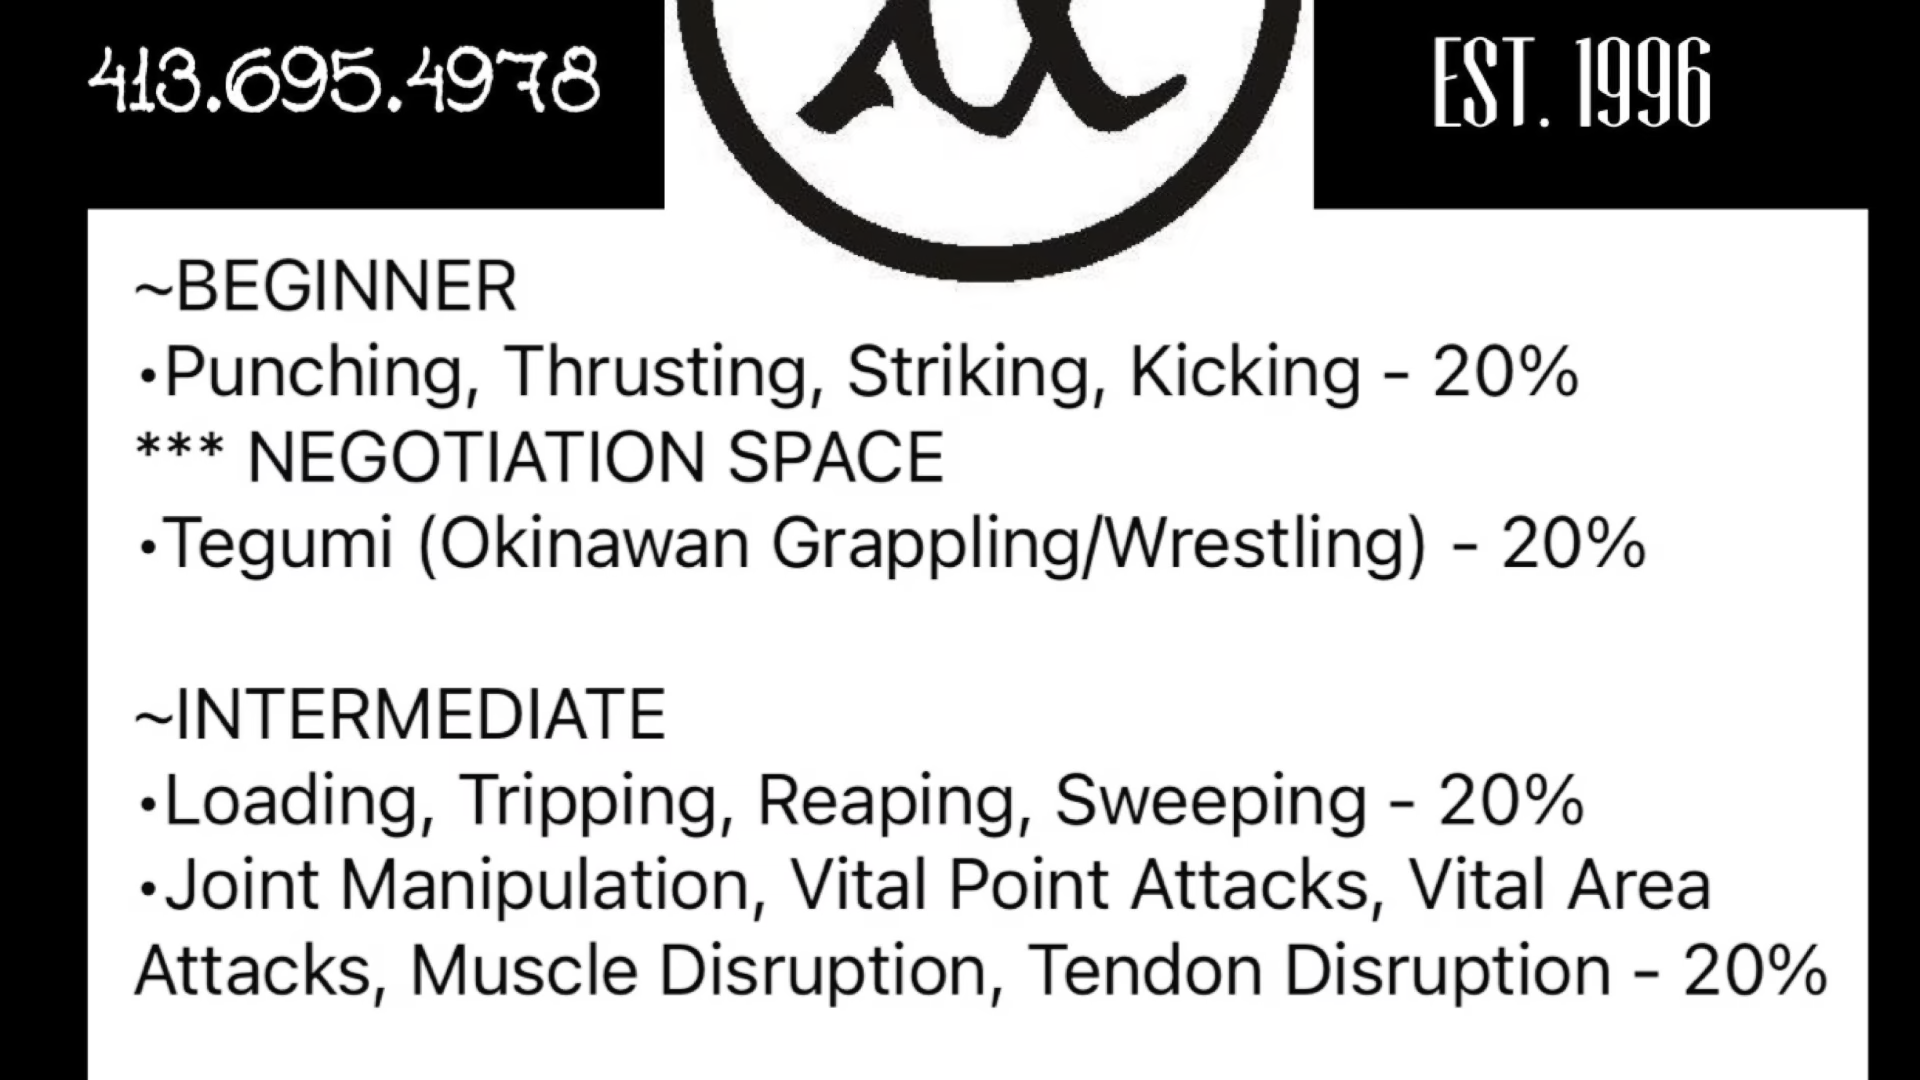 413.695.4978
EST. 1996
~BEGINNER
•Punching, Thrusting, Striking, Kicking - 20%
*** NEGOTIATION SPACE
•Tegumi (Okinawan Grappling/Wrestling) - 20%
~INTERMEDIATE
•Loading, Tripping, Reaping, Sweeping - 20%
•Joint Manipulation, Vital Point Attacks, Vital Area
Attacks, Muscle Disruption, Tendon Disruption - 20%